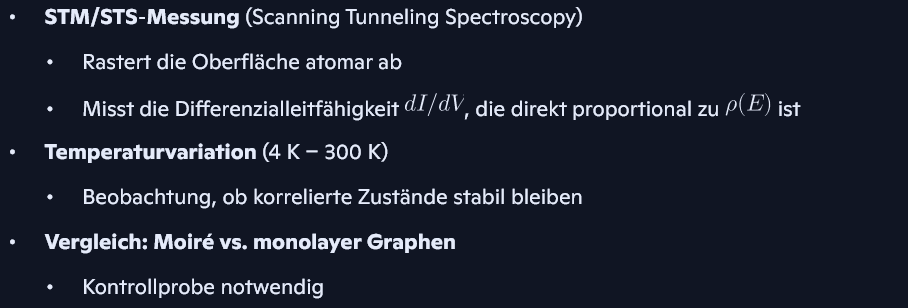 • STM/STS-Messung (Scanning Tunneling Spectroscopy)
• Rastert die Oberfläche atomar ab
• Misst die Differenzialleitfähigkeit dI/dV, die direkt proportional zu ρ(E) ist
• Temperaturvariation (4 K – 300 K)
• Beobachtung, ob korrelierte Zustände stabil bleiben
• Vergleich: Moiré vs. monolayer Graphen
• Kontrollprobe notwendig